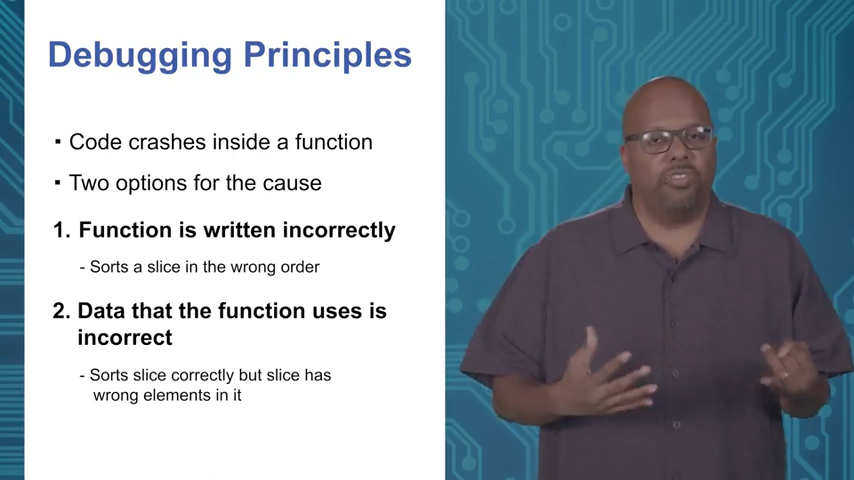 Debugging Principles
▪ Code crashes inside a function
▪ Two options for the cause
1. Function is written incorrectly
- Sorts a slice in the wrong order
2. Data that the function uses is
incorrect
- Sorts slice correctly but slice has
wrong elements in it